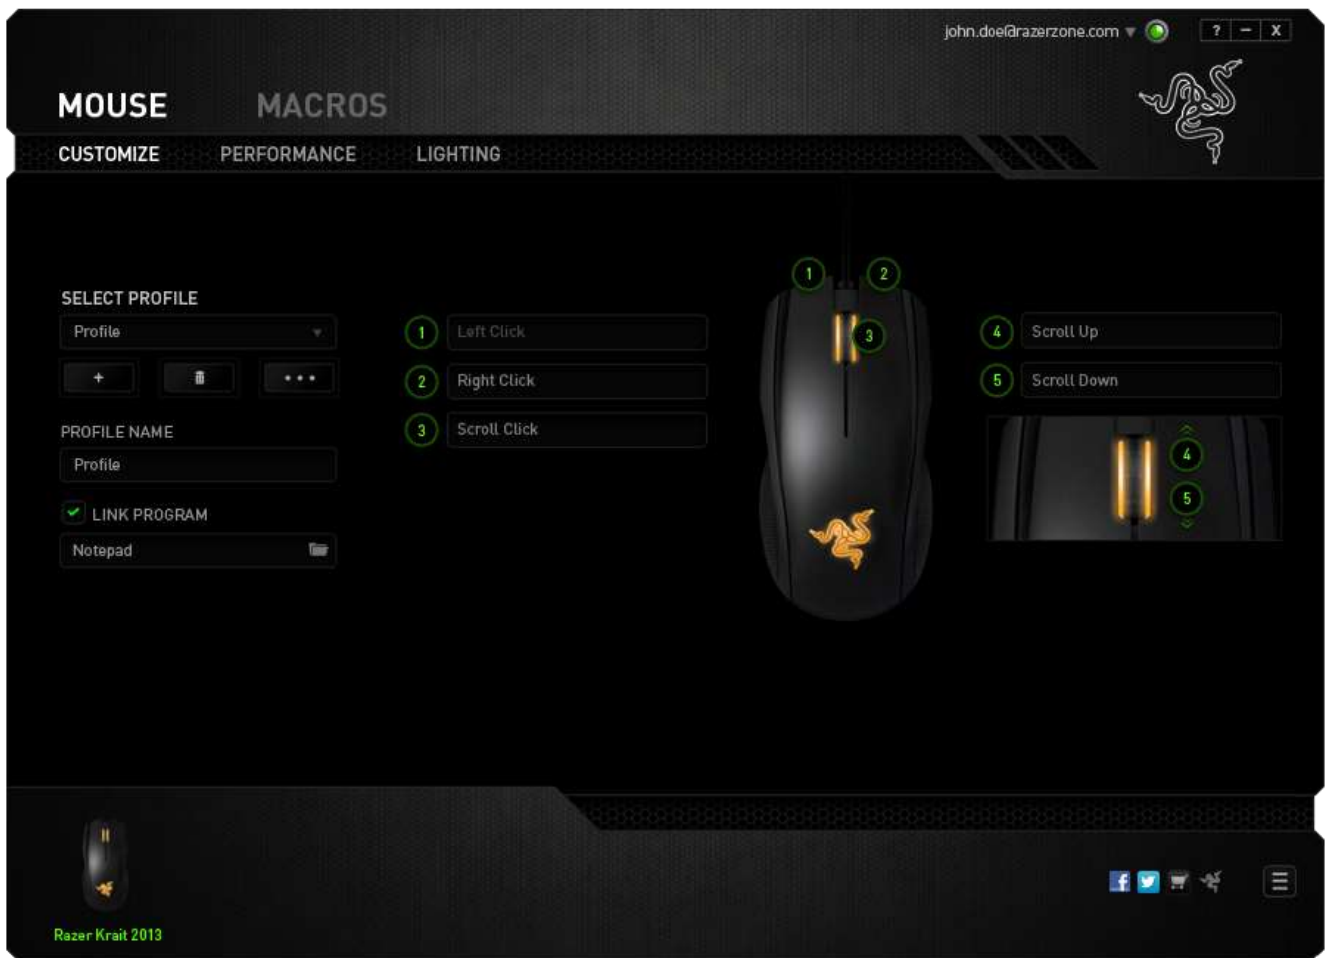 john.doe@razerzone.com
? – X
MOUSE MACROS
CUSTOMIZE PERFORMANCE LIGHTING
SELECT PROFILE
Profile
+
PROFILE NAME
Profile
LINK PROGRAM
Notepad
1 Left Click
2 Right Click
3 Scroll Click
1 2
3
4 Scroll Up
5 Scroll Down
4
5
Razer Krait 2013